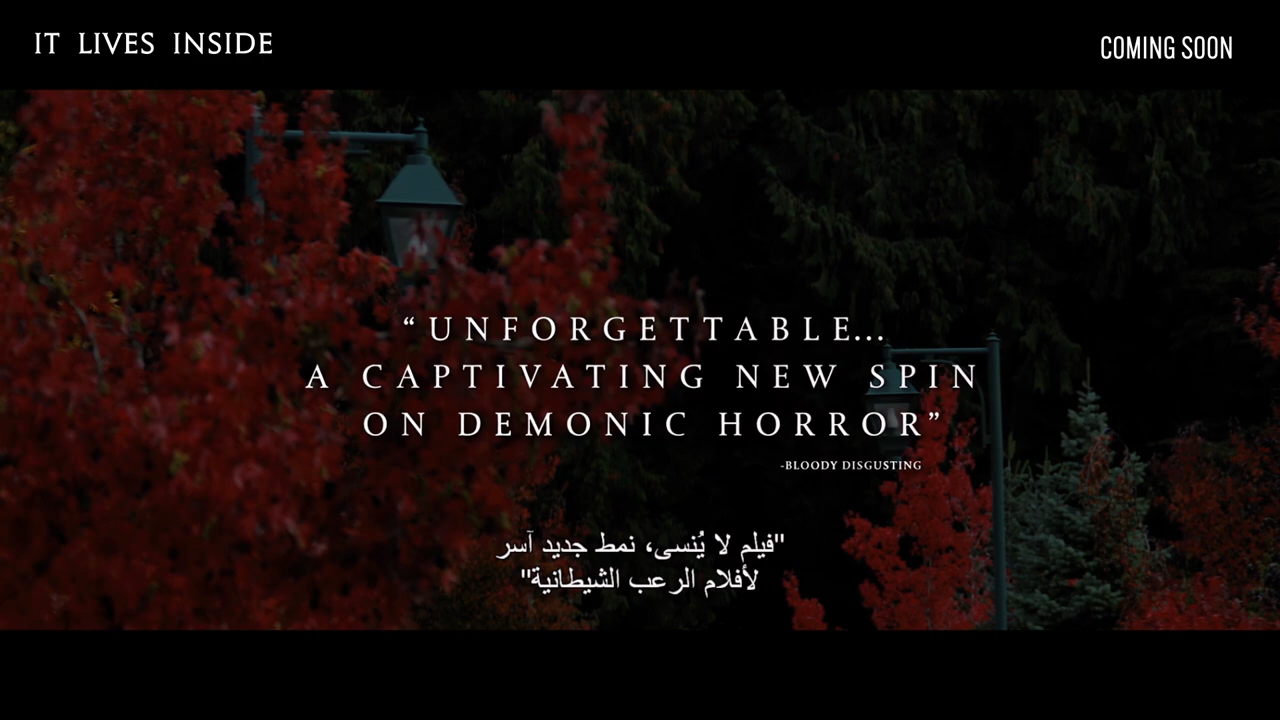 IT LIVES INSIDE
COMING SOON
“UNFORGETTABLE...
A CAPTIVATING NEW SPIN
ON DEMONIC HORROR”
-BLOODY DISGUSTING
"فيلم لا يُنسى، نمط جديد آسر
لأفلام الرعب الشيطانية"